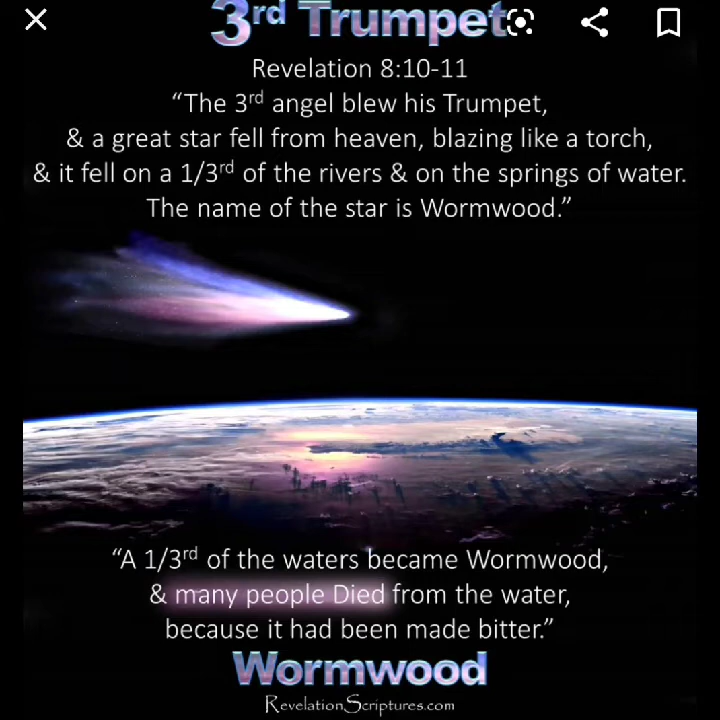 3rd Trumpet
Revelation 8:10-11
“The 3rd angel blew his Trumpet,
& a great star fell from heaven, blazing like a torch,
& it fell on a 1/3rd of the rivers & on the springs of water.
The name of the star is Wormwood.”
“A 1/3rd of the waters became Wormwood,
& many people Died from the water,
because it had been made bitter.”
Wormwood
RevelationScriptures.com